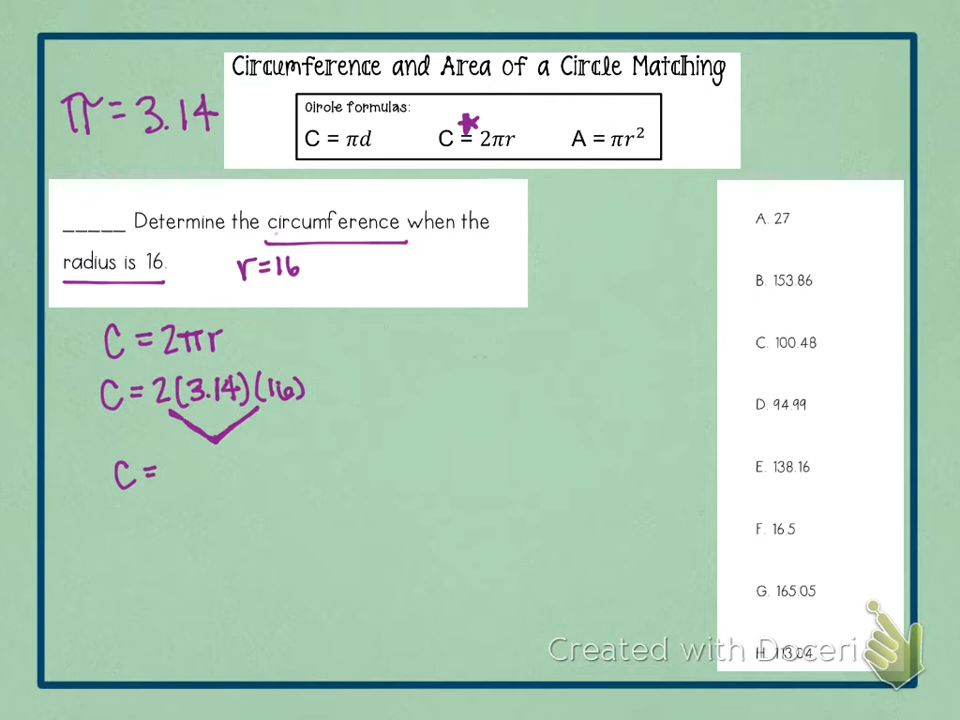 Circumference and Area of a Circle Matching
π = 3.14
Circle formulas:
C = πd C = 2πr A = πr²
_____ Determine the circumference when the
radius is 16.
r = 16
C = 2πr
C = 2(3.14)(16)
C =
A. 27
B. 153.86
C. 100.48
D. 94.99
E. 138.16
F. 16.5
G. 165.05
H. 113.04
Created with Doceri